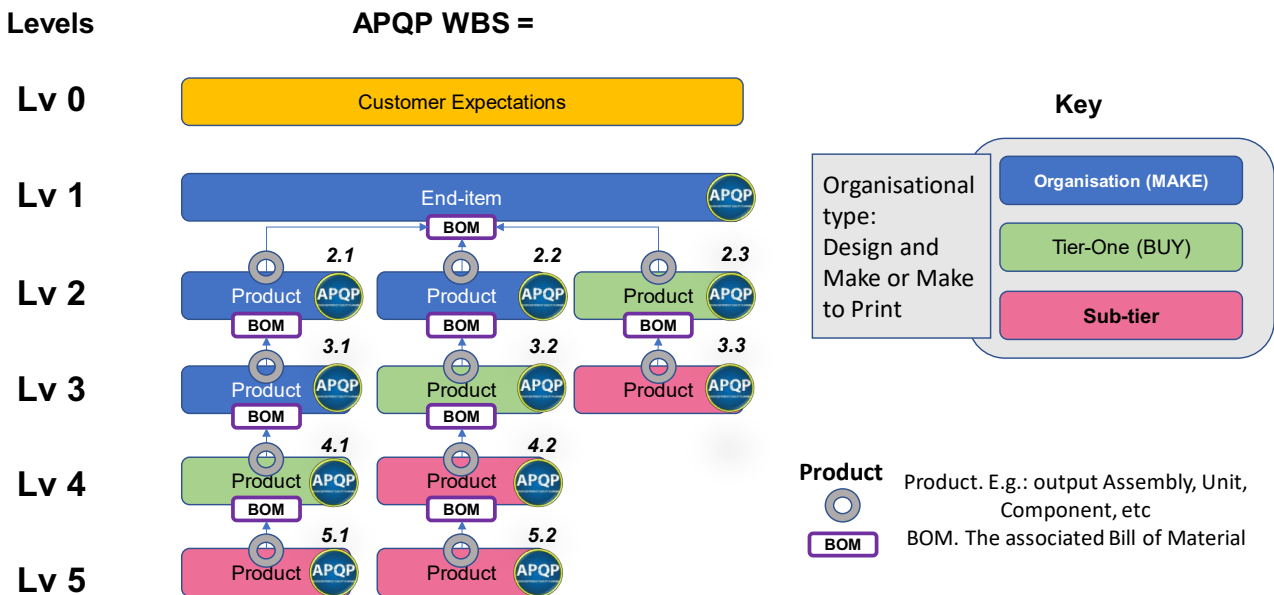 Levels
APQP WBS =
Lv 0
Customer Expectations
Key
Lv 1
End-item
APQP
BOM
Organisational
type:
Design and
Make or Make
to Print
Organisation (MAKE)
Tier-One (BUY)
Sub-tier
2.1
2.2
2.3
Lv 2
Product
APQP
Product
APQP
Product
APQP
BOM
BOM
BOM
3.1
3.2
3.3
Lv 3
Product
APQP
Product
APQP
Product
APQP
BOM
BOM
4.1
4.2
Lv 4
Product
APQP
Product
APQP
BOM
BOM
5.1
5.2
Lv 5
Product
APQP
Product
APQP
Product
Product. E.g.: output Assembly, Unit,
Component, etc
BOM
BOM. The associated Bill of Material